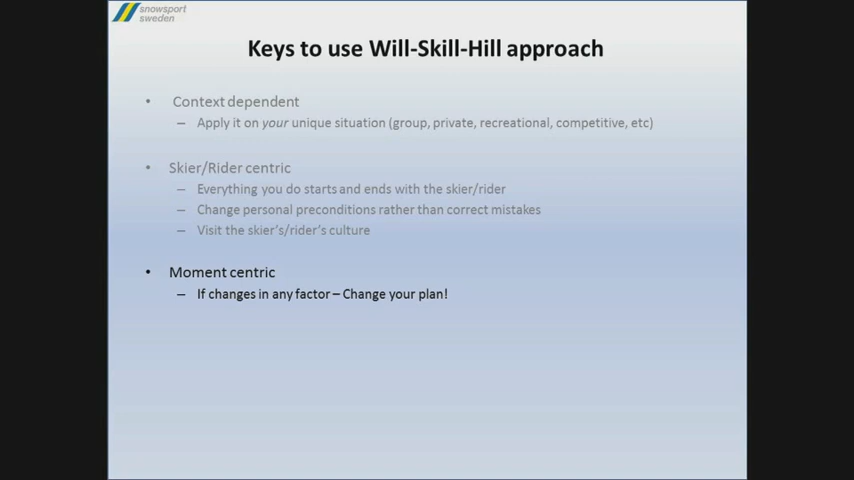 snowsport
sweden
Keys to use Will-Skill-Hill approach
• Context dependent
– Apply it on your unique situation (group, private, recreational, competitive, etc)
• Skier/Rider centric
– Everything you do starts and ends with the skier/rider
– Change personal preconditions rather than correct mistakes
– Visit the skier's/rider's culture
• Moment centric
– If changes in any factor – Change your plan!